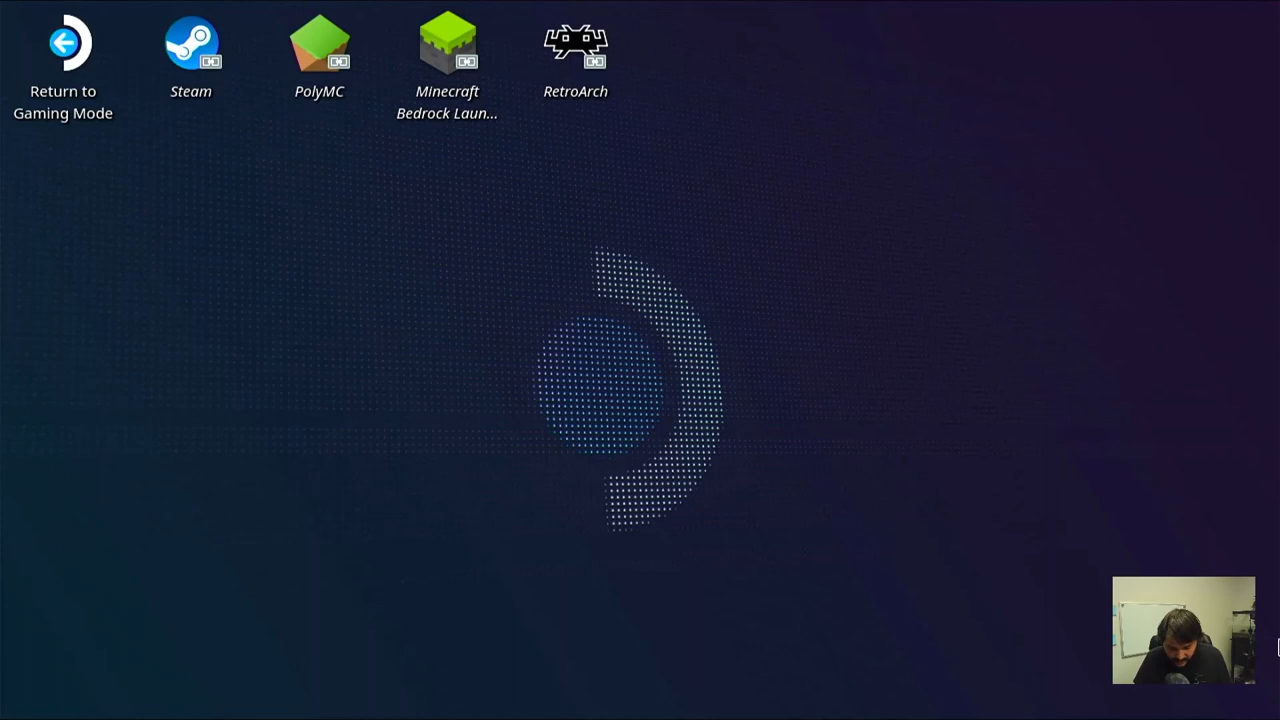 Return to
Gaming Mode
Steam
PolyMC
Minecraft
Bedrock Laun...
RetroArch